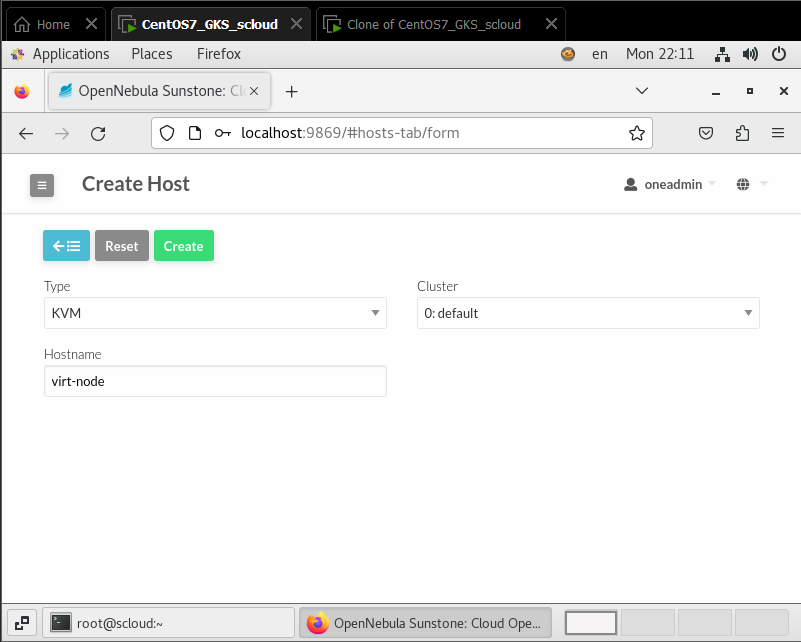 Home
CentOS7_GKS_scloud
Clone of CentOS7_GKS_scloud
Applications Places Firefox en Mon 22:11
OpenNebula Sunstone: Clo
localhost:9869/#hosts-tab/form
Create Host
oneadmin
Reset
Create
Type
KVM
Cluster
0: default
Hostname
virt-node
root@scloud:~
OpenNebula Sunstone: Cloud Ope...